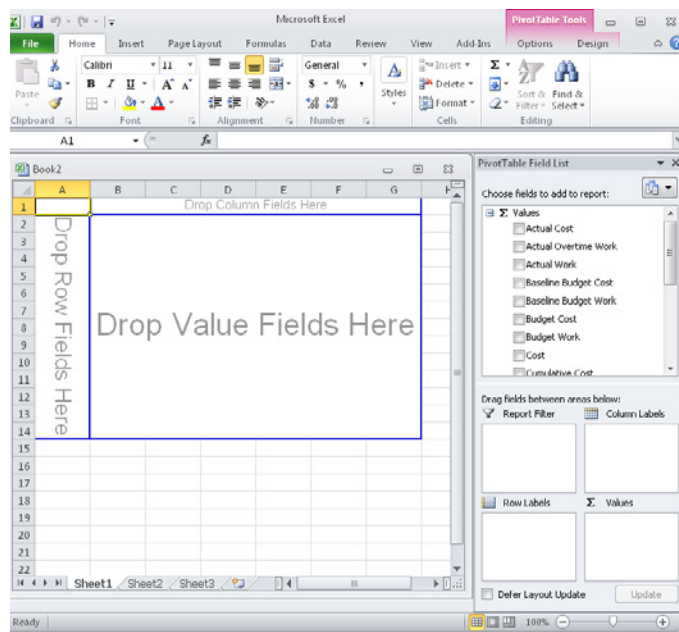 Microsoft Excel
PivotTable Tools
File Home Insert Page Layout Formulas Data Review View Add-Ins Options Design
Paste
Calibri 11
B I U A A
General
$ % ,
Styles
Insert
Delete
Format
Σ
Sort & Filter
Find & Select
Clipboard Font Alignment Number Cells Editing
A1 fx
Book2
A B C D E F G H
1 Drop Column Fields Here
2
3
4
5
6
7
8
9
10
11
12
13
14
15
16
17
18
19
20
21
22
Drop Row Fields Here
Drop Value Fields Here
Sheet1 Sheet2 Sheet3
PivotTable Field List
Choose fields to add to report:
Σ Values
Actual Cost
Actual Overtime Work
Actual Work
Baseline Budget Cost
Baseline Budget Work
Budget Cost
Budget Work
Cost
Cumulative Cost
Drag fields between areas below:
Report Filter Column Labels
Row Labels Σ Values
Defer Layout Update Update
Ready 100%